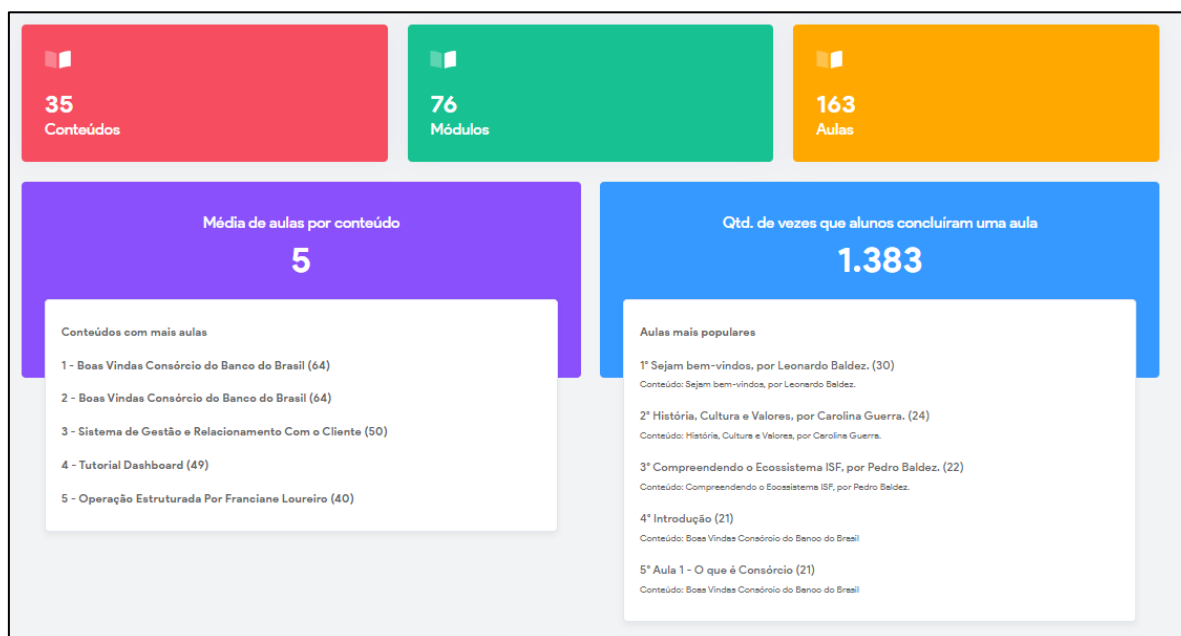 35
Conteúdos
76
Módulos
163
Aulas
Média de aulas por conteúdo
5
Conteúdos com mais aulas
1 - Boas Vindas Consórcio do Banco do Brasil (64)
2 - Boas Vindas Consórcio do Banco do Brasil (64)
3 - Sistema de Gestão e Relacionamento Com o Cliente (50)
4 - Tutorial Dashboard (49)
5 - Operação Estruturada Por Franciane Loureiro (40)
Qtd. de vezes que alunos concluíram uma aula
1.383
Aulas mais populares
1° Sejam bem-vindos, por Leonardo Baldez. (30)
Conteúdo: Sejam bem-vindos, por Leonardo Baldez.
2° História, Cultura e Valores, por Carolina Guerra. (24)
Conteúdo: História, Cultura e Valores, por Carolina Guerra.
3° Compreendendo o Ecossistema ISF, por Pedro Baldez. (22)
Conteúdo: Compreendendo o Ecossistema ISF, por Pedro Baldez.
4° Introdução (21)
Conteúdo: Boas Vindas Consórcio do Banco do Brasil
5° Aula 1 - O que é Consórcio (21)
Conteúdo: Boas Vindas Consórcio do Banco do Brasil